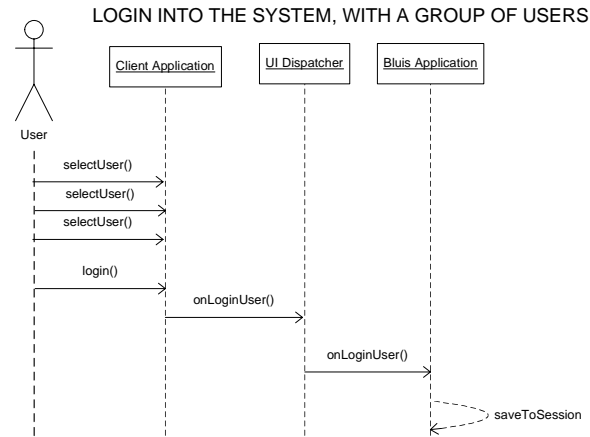 LOGIN INTO THE SYSTEM, WITH A GROUP OF USERS
Client Application
UI Dispatcher
Bluis Application
User
selectUser()
selectUser()
selectUser()
login()
onLoginUser()
onLoginUser()
saveToSession